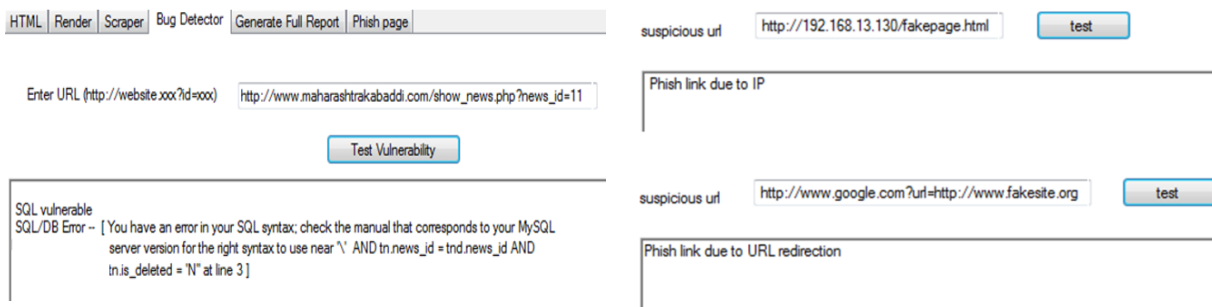 HTML Render Scraper Bug Detector Generate Full Report Phish page
Enter URL (http://website.xxx?id=xxx) http://www.maharashtrakabaddi.com/show_news.php?news_id=11
Test Vulnerability
SQL vulnerable
SQL/DB Error -- [ You have an error in your SQL syntax; check the manual that corresponds to your MySQL
server version for the right syntax to use near '\' AND tn.news_id = tnd.news_id AND
tn.is_deleted = 'N'' at line 3 ]
suspicious url http://192.168.13.130/fakepage.html test
Phish link due to IP
suspicious url http://www.google.com?url=http://www.fakesite.org test
Phish link due to URL redirection